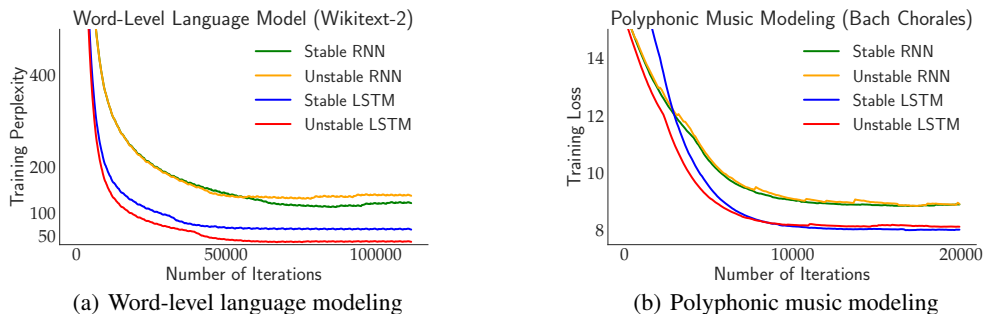 Word-Level Language Model (Wikitext-2)
Training Perplexity
400
200
100
50
Stable RNN
Unstable RNN
Stable LSTM
Unstable LSTM
0 50000 100000
Number of Iterations
(a) Word-level language modeling
Polyphonic Music Modeling (Bach Chorales)
Training Loss
14
12
10
8
Stable RNN
Unstable RNN
Stable LSTM
Unstable LSTM
0 10000 20000
Number of Iterations
(b) Polyphonic music modeling